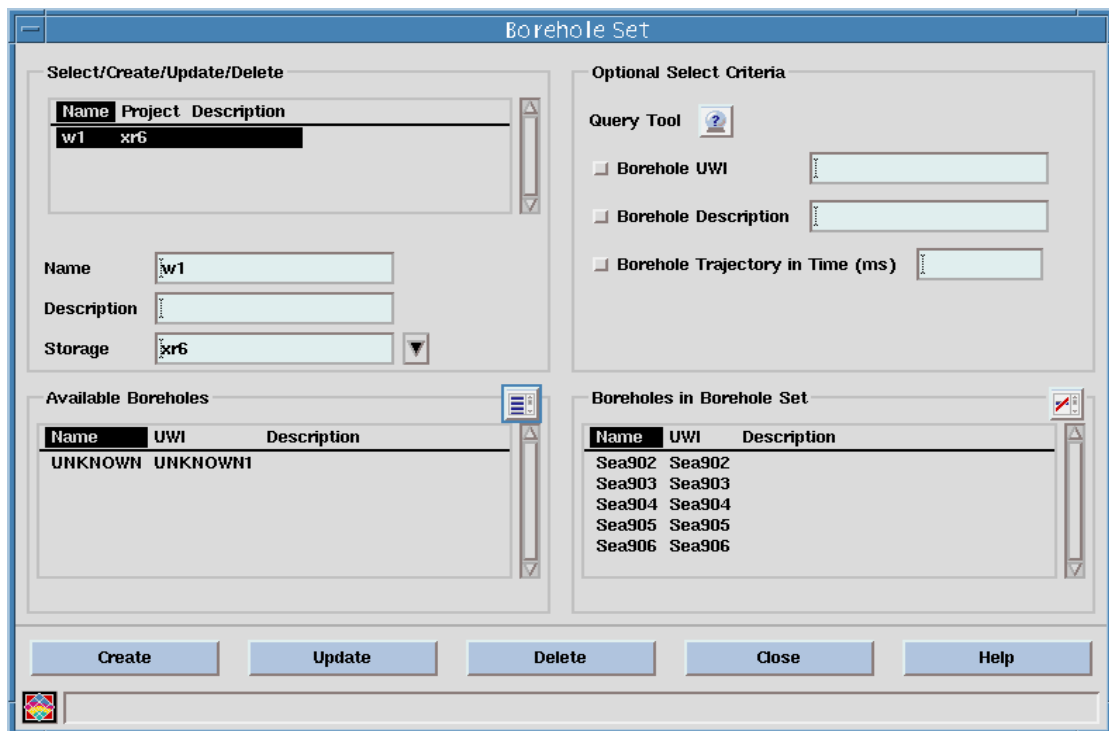 Borehole Set
Select/Create/Update/Delete
Name Project Description
w1 xr6
Name w1
Description
Storage xr6
Optional Select Criteria
Query Tool ?
Borehole UWI
Borehole Description
Borehole Trajectory in Time (ms)
Available Boreholes
Name UWI Description
UNKNOWN UNKNOWN1
Boreholes in Borehole Set
Name UWI Description
Sea902 Sea902
Sea903 Sea903
Sea904 Sea904
Sea905 Sea905
Sea906 Sea906
Create Update Delete Close Help